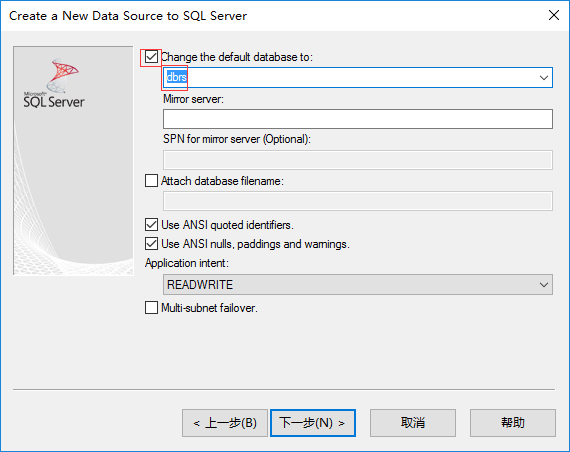 Create a New Data Source to SQL Server
Microsoft
SQL Server
Change the default database to:
dbrs
Mirror server:
SPN for mirror server (Optional):
Attach database filename:
Use ANSI quoted identifiers.
Use ANSI nulls, paddings and warnings.
Application intent:
READWRITE
Multi-subnet failover.
< 上一步(B) 下一步(N) > 取消 帮助